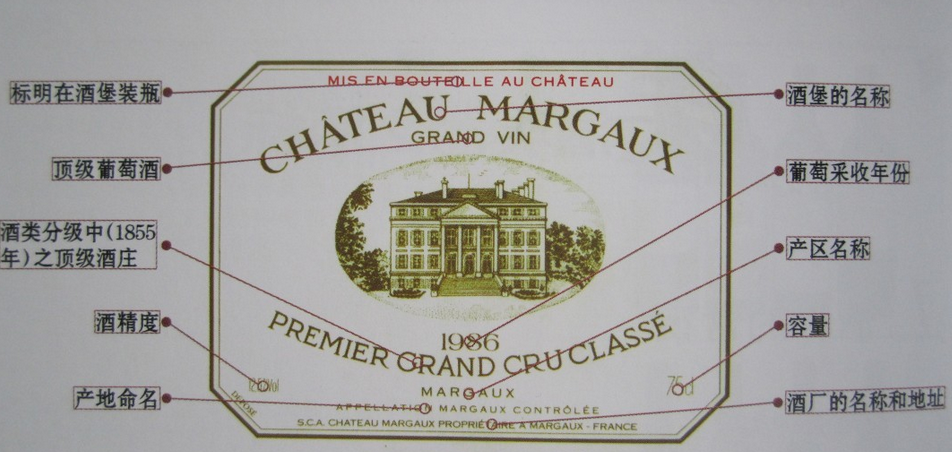 标明在酒堡装瓶
顶级葡萄酒
酒类分级中(1855
年)之顶级酒庄
酒精度
产地命名
MIS EN BOUTEILLE AU CHÂTEAU
CHÂTEAU MARGAUX
GRAND VIN
1986
PREMIER GRAND CRU CLASSÉ
MARGAUX
75cl
APPELLATION MARGAUX CONTRÔLÉE
S.C.A. CHATEAU MARGAUX PROPRIÉTAIRE A MARGAUX - FRANCE
酒堡的名称
葡萄采收年份
产区名称
容量
酒厂的名称和地址